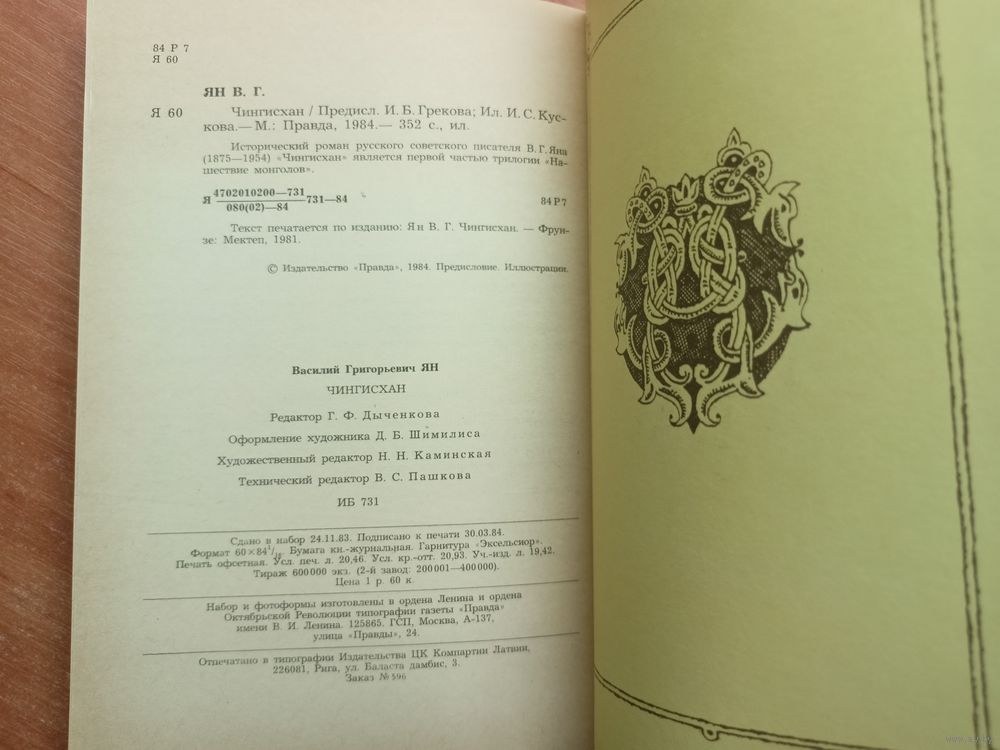 84 Р 7
Я 60
ЯН В. Г.
Я 60 Чингисхан / Предисл. И. Б. Грекова; Ил. И. С. Кус-
кова.— М.: Правда, 1984.— 352 с., ил.
Исторический роман русского советского писателя В. Г. Яна
(1875—1954) «Чингисхан» является первой частью трилогии «На-
шествие монголов».
Я 4702010200—731
080(02)—84 731—84 84 Р 7
Текст печатается по изданию: Ян В. Г. Чингисхан. — Фрун-
зе: Мектеп, 1981.
© Издательство «Правда», 1984. Предисловие. Иллюстрации.
Василий Григорьевич ЯН
ЧИНГИСХАН
Редактор Г. Ф. Дыченкова
Оформление художника Д. Б. Шимилиса
Художественный редактор Н. Н. Каминская
Технический редактор В. С. Пашкова
ИБ 731
Сдано в набор 24.11.83. Подписано к печати 30.03.84.
Формат 60×84¹/₁₆. Бумага кн.-журнальная. Гарнитура «Эксельсиор».
Печать офсетная. Усл. печ. л. 20,46. Усл. кр.-отт. 20,93. Уч.-изд. л. 19,42.
Тираж 600 000 экз. (2-й завод: 200 001—400 000).
Цена 1 р. 60 к.
Набор и фотоформы изготовлены в ордена Ленина и ордена
Октябрьской Революции типографии газеты «Правда»
имени В. И. Ленина. 125865. ГСП, Москва, А-137,
улица «Правды», 24.
Отпечатано в типографии Издательства ЦК Компартии Латвии,
226081, Рига, ул. Баласта дамбис, 3.
Заказ № 596